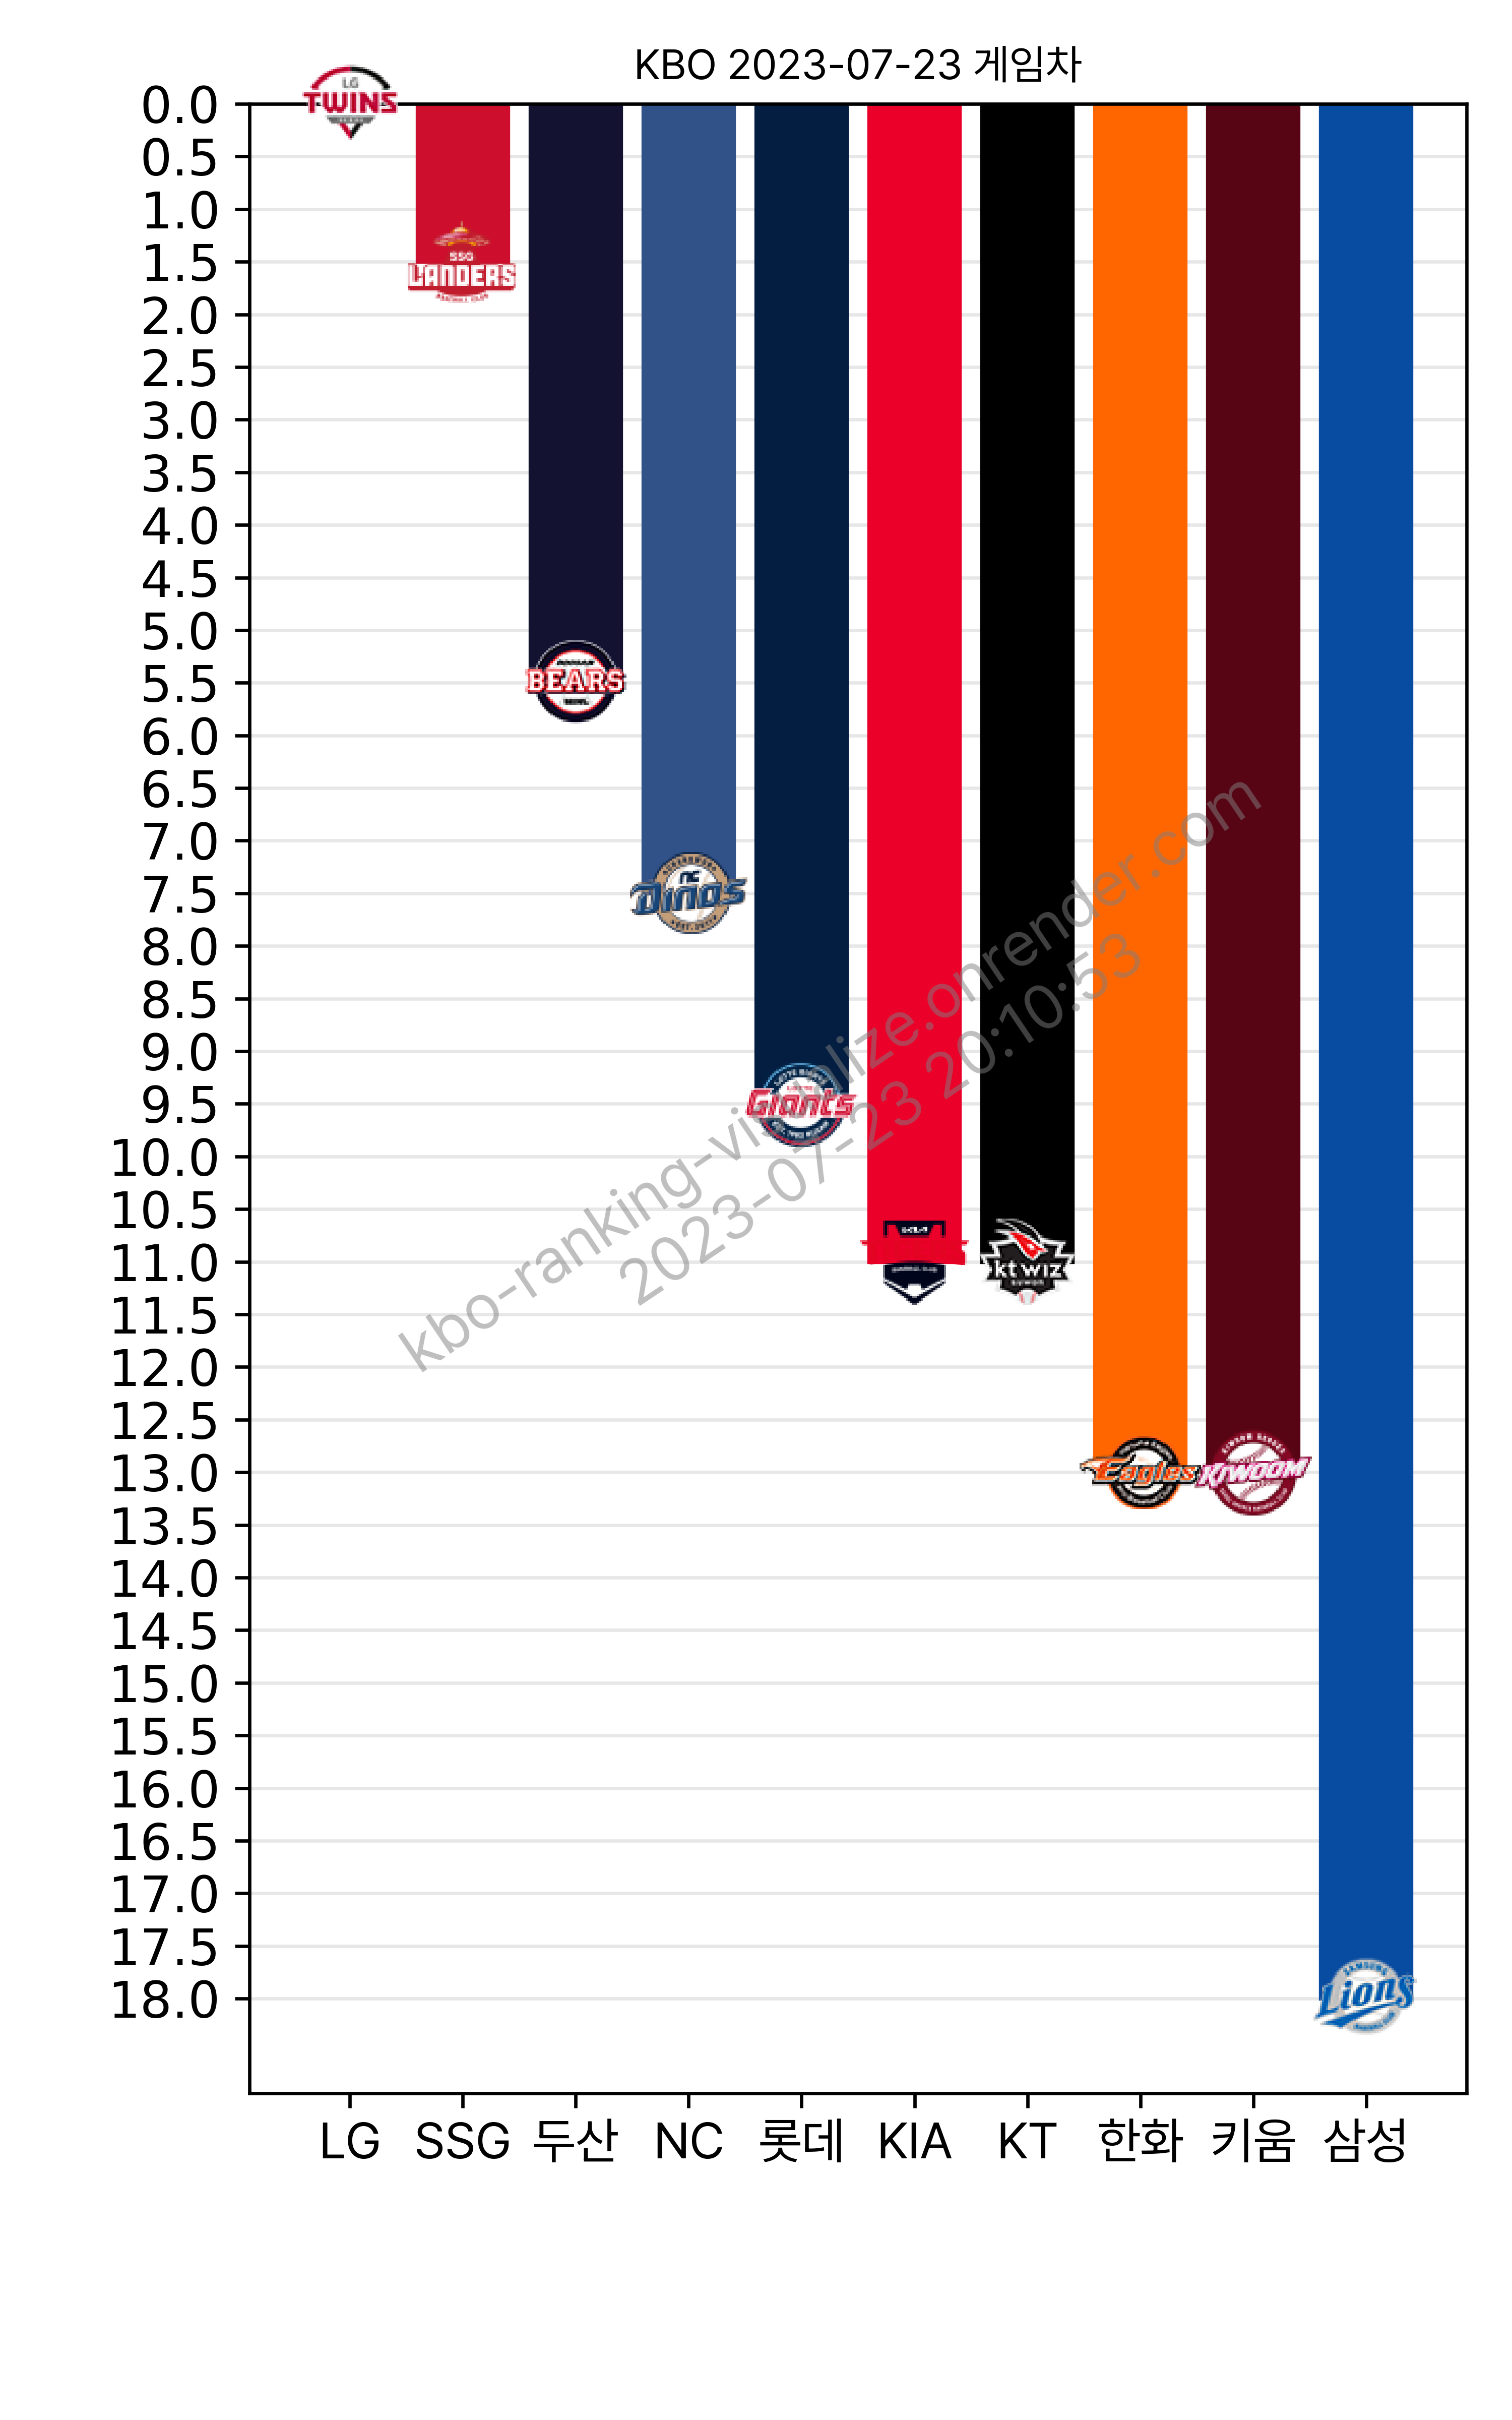 KBO 2023-07-23 게임차
0.0
0.5
1.0
1.5
2.0
2.5
3.0
3.5
4.0
4.5
5.0
5.5
6.0
6.5
7.0
7.5
8.0
8.5
9.0
9.5
10.0
10.5
11.0
11.5
12.0
12.5
13.0
13.5
14.0
14.5
15.0
15.5
16.0
16.5
17.0
17.5
18.0
LG
TWINS
SSG
LANDERS
BEARS
NC
Dinos
Giants
KIA
kt wiz
Eagles
KIWOOM
SAMSUNG
Lions
kbo-ranking-visualize.onrender.com
2023-07-23 20:10:53
LG SSG 두산 NC 롯데 KIA KT 한화 키움 삼성